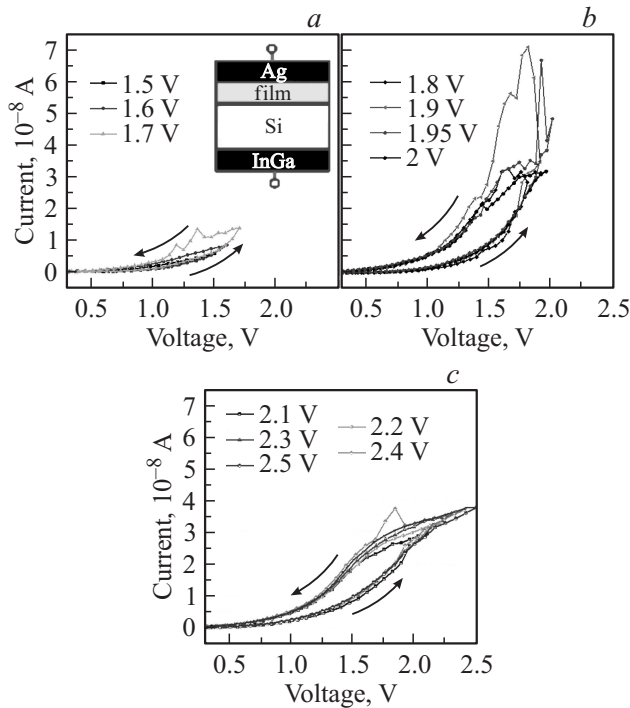 a
b
7
6
5
4
3
2
1
0
Current, 10⁻⁸ A
1.5 V
1.6 V
1.7 V
Ag
film
Si
InGa
1.8 V
1.9 V
1.95 V
2 V
0.5 1.0 1.5 2.0
0.5 1.0 1.5 2.0 2.5
Voltage, V
Voltage, V
c
7
6
5
4
3
2
1
0
Current, 10⁻⁸ A
2.1 V 2.2 V
2.3 V 2.4 V
2.5 V
0.5 1.0 1.5 2.0 2.5
Voltage, V